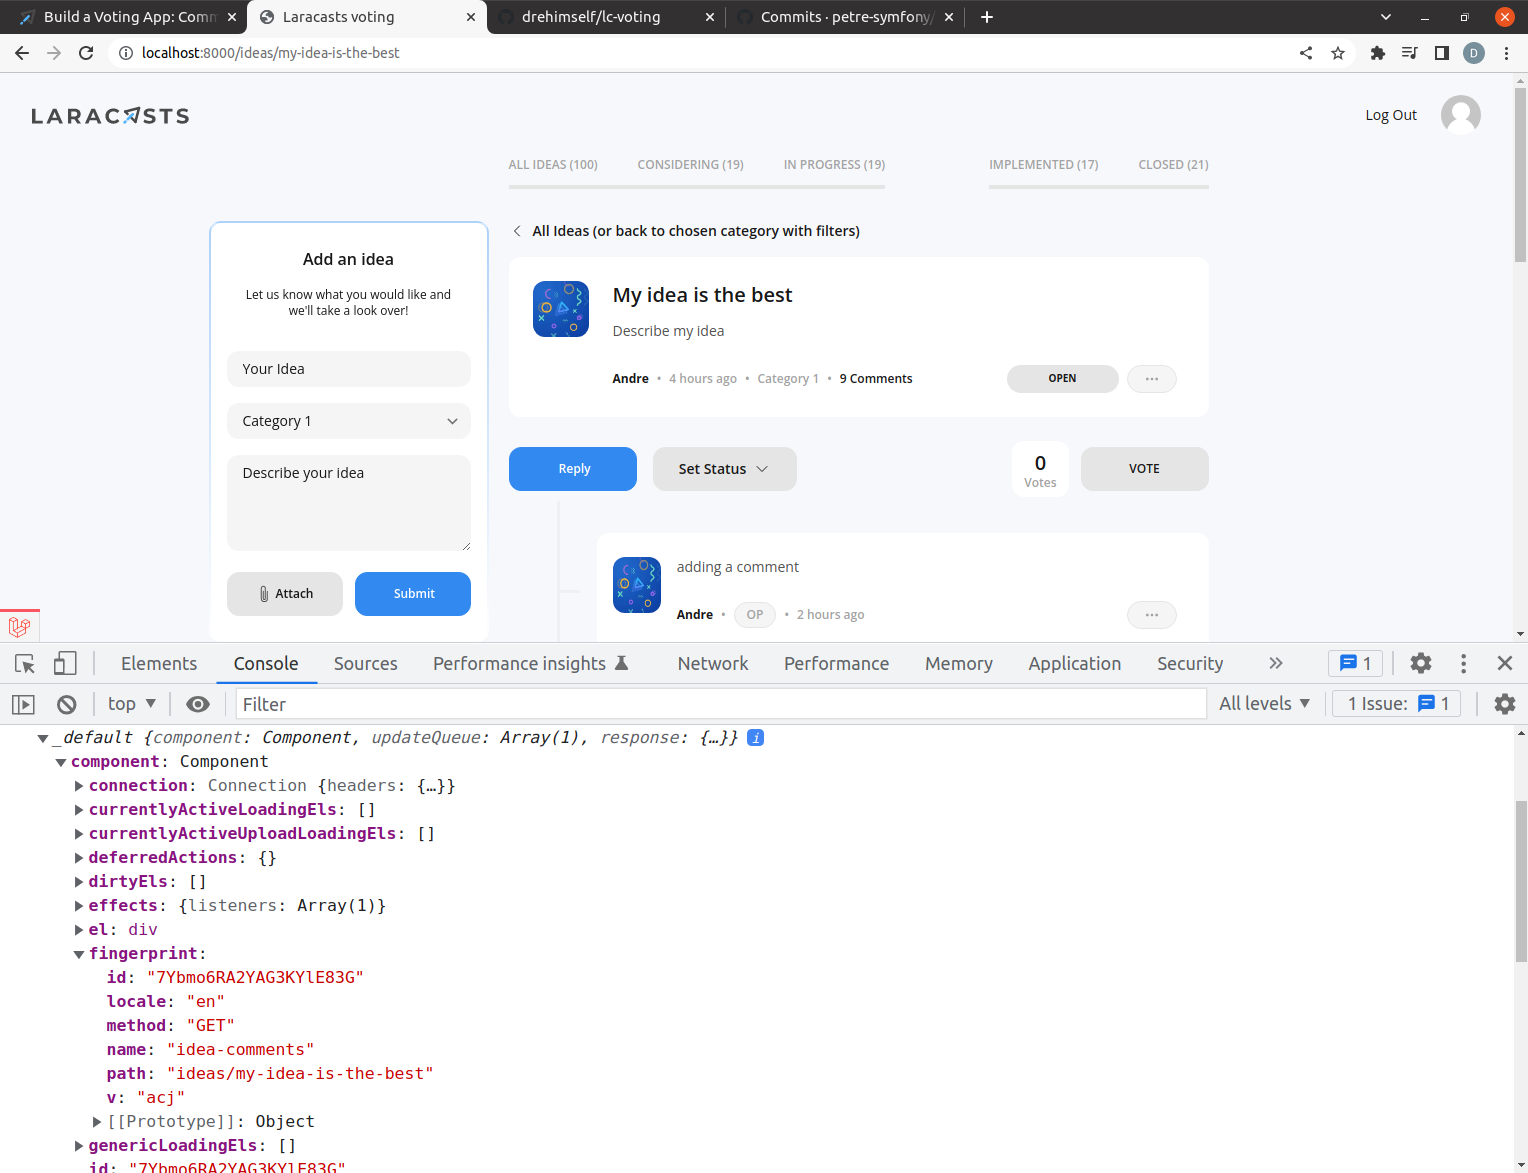 Build a Voting App: Comm
Laracasts voting
drehimself/lc-voting
Commits · petre-symfony/
localhost:8000/ideas/my-idea-is-the-best
D
LARACASTS
Log Out
ALL IDEAS (100)
CONSIDERING (19)
IN PROGRESS (19)
IMPLEMENTED (17)
CLOSED (21)
Add an idea
Let us know what you would like and
we'll take a look over!
Your Idea
Category 1
Describe your idea
Attach
Submit
All Ideas (or back to chosen category with filters)
My idea is the best
Describe my idea
Andre • 4 hours ago • Category 1 • 9 Comments
OPEN
Reply
Set Status
0
Votes
VOTE
adding a comment
Andre • OP • 2 hours ago
Elements
Console
Sources
Performance insights
Network
Performance
Memory
Application
Security
1
top
Filter
All levels
1 Issue: 1
_default {component: Component, updateQueue: Array(1), response: {…}} i
component: Component
connection: Connection {headers: {…}}
currentlyActiveLoadingEls: []
currentlyActiveUploadLoadingEls: []
deferredActions: {}
dirtyEls: []
effects: {listeners: Array(1)}
el: div
fingerprint:
id: "7Ybmo6RA2YAG3KYlE83G"
locale: "en"
method: "GET"
name: "idea-comments"
path: "ideas/my-idea-is-the-best"
v: "acj"
[[Prototype]]: Object
genericLoadingEls: []
id: "7Ybmo6RA2YAG3KYlE83G"